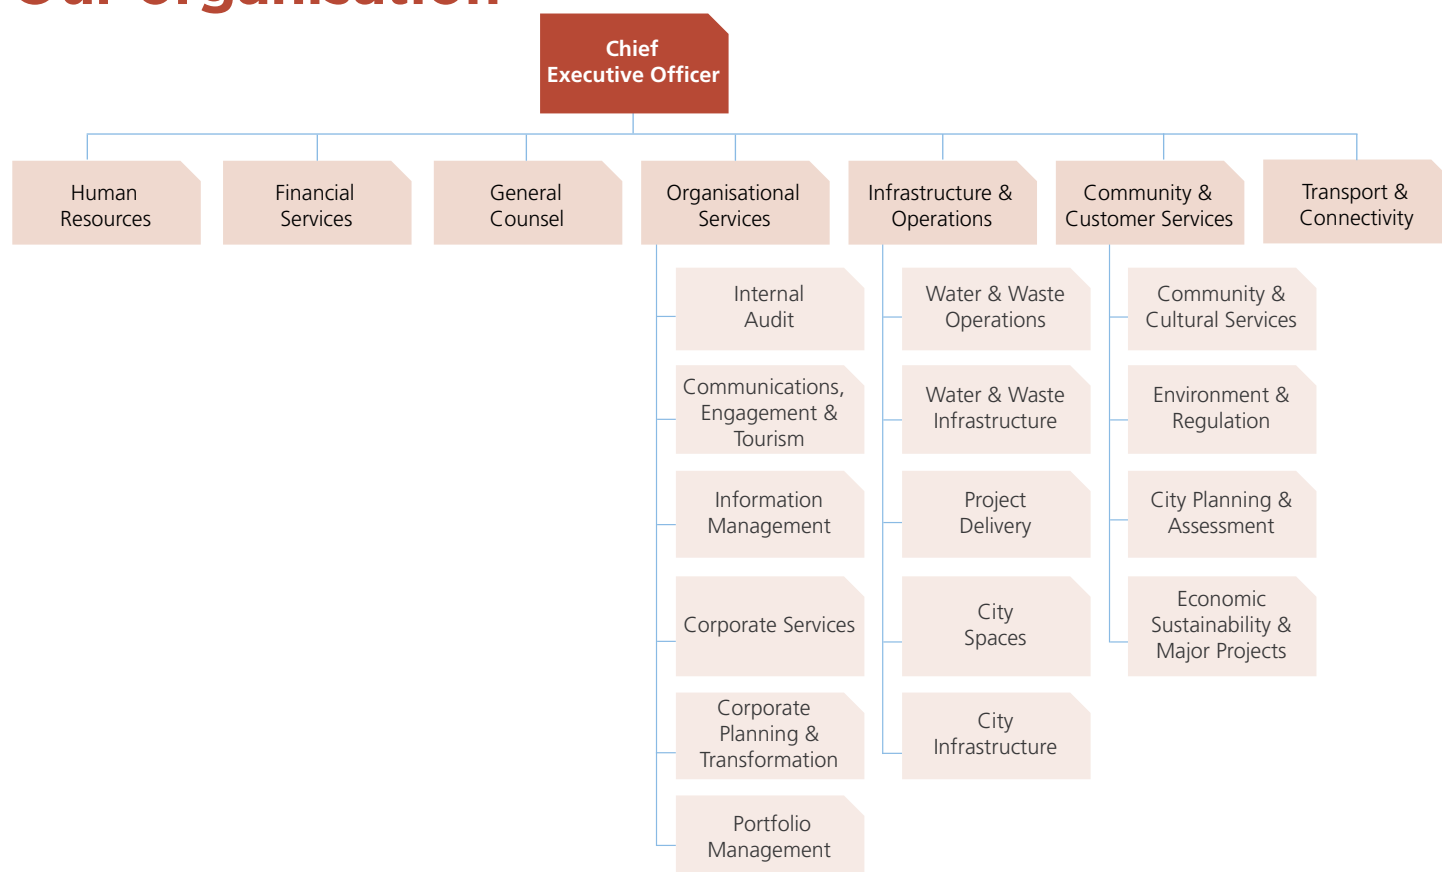 Our organisation
Chief
Executive Officer
Human
Resources
Financial
Services
General
Counsel
Organisational
Services
Infrastructure &
Operations
Community &
Customer Services
Transport &
Connectivity
Internal
Audit
Communications,
Engagement &
Tourism
Information
Management
Corporate Services
Corporate
Planning &
Transformation
Portfolio
Management
Water & Waste
Operations
Water & Waste
Infrastructure
Project
Delivery
City
Spaces
City
Infrastructure
Community &
Cultural Services
Environment &
Regulation
City Planning &
Assessment
Economic
Sustainability &
Major Projects